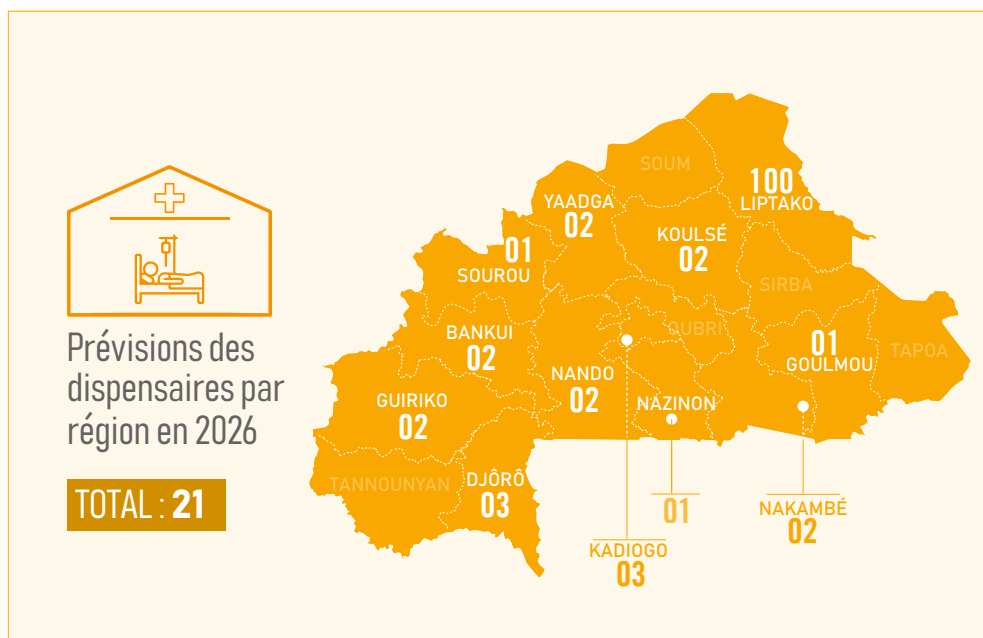 Prévisions des
dispensaires par
région en 2026
TOTAL : 21
SOUM
100
LIPTAKO
YAADGA
02
KOULSÉ
02
01
SOUROU
SIRBA
BANKUI
02
OUBRI
01
GOULMOU
TAPOA
NANDO
02
GUIRIKO
02
NAZINON
01
TANNOUNYAN
DJÔRÔ
03
NAKAMBÉ
02
KADIOGO
03